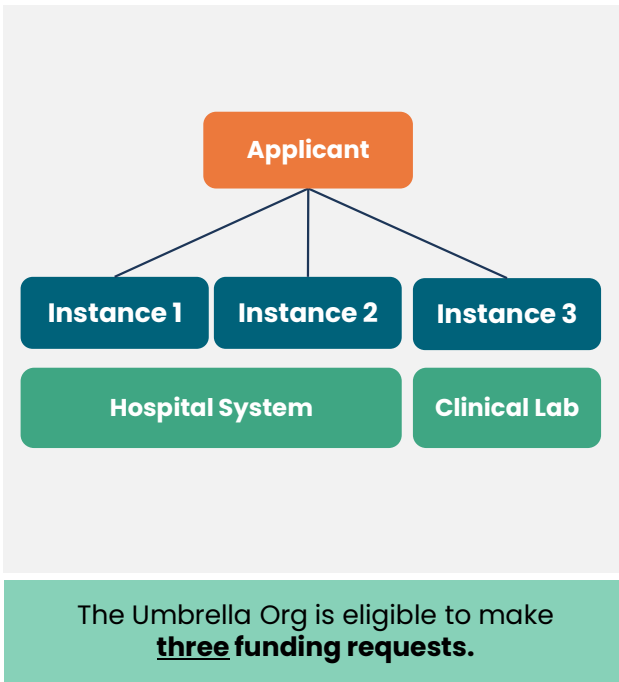 Applicant
Instance 1
Instance 2
Instance 3
Hospital System
Clinical Lab
The Umbrella Org is eligible to make
three funding requests.